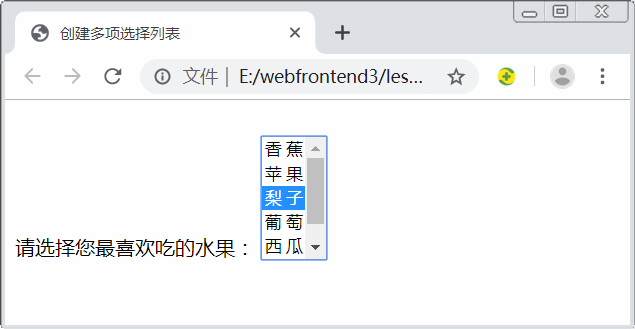 创建多项选择列表
文件 | E:/webfrontend3/les...
香蕉
苹果
梨子
葡萄
西瓜
请选择您最喜欢吃的水果：